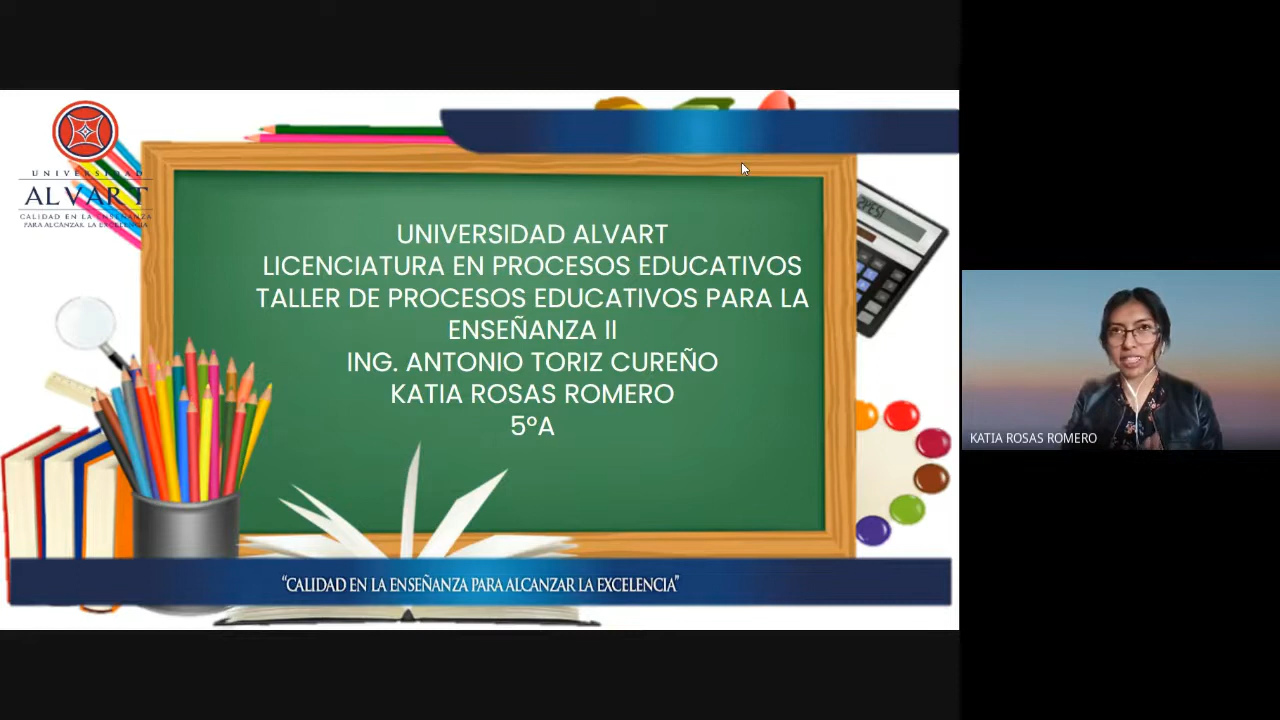 UNIVERSIDAD
ALVART
CALIDAD EN LA ENSEÑANZA
PARA ALCANZAR LA EXCELENCIA
UNIVERSIDAD ALVART
LICENCIATURA EN PROCESOS EDUCATIVOS
TALLER DE PROCESOS EDUCATIVOS PARA LA
ENSEÑANZA II
ING. ANTONIO TORIZ CUREÑO
KATIA ROSAS ROMERO
5°A
“CALIDAD EN LA ENSEÑANZA PARA ALCANZAR LA EXCELENCIA”
KATIA ROSAS ROMERO